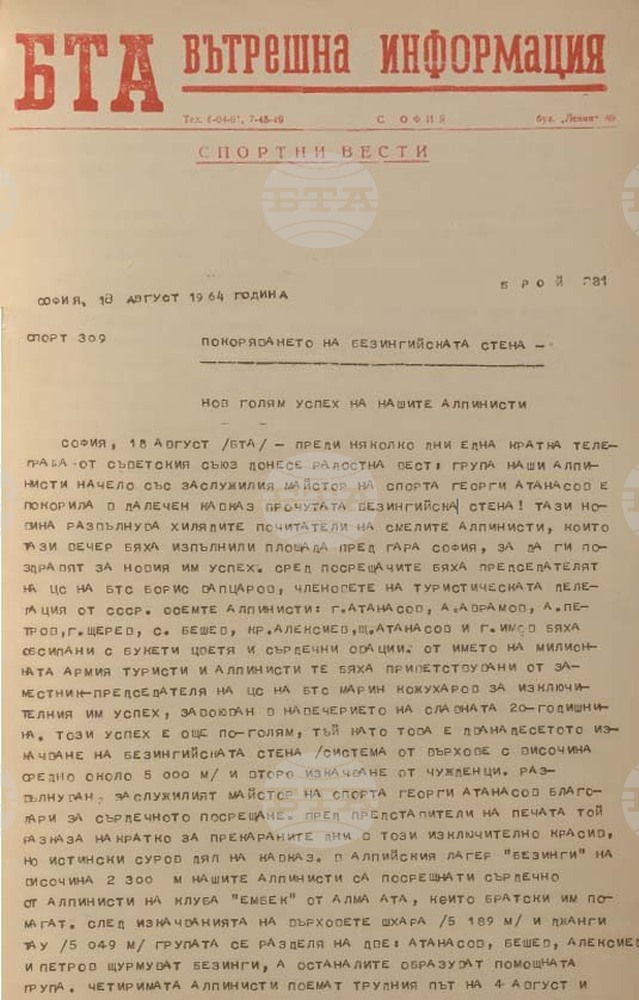 БТА ВЪТРЕШНА ИНФОРМАЦИЯ
Тел. 8-04-61, 7-45-49 СОФИЯ бул. „Ленин“ 49
СПОРТНИ ВЕСТИ
БТА
СОФИЯ, 18 АВГУСТ 1964 ГОДИНА БРОЙ 281
СПОРТ 309 ПОКОРЯВАНЕТО НА БЕЗИНГИЙСКАТА СТЕНА -
НОВ ГОЛЯМ УСПЕХ НА НАШИТЕ АЛПИНИСТИ
СОФИЯ, 18 АВГУСТ /БТА/ - ПРЕДИ НЯКОЛКО ДНИ ЕДНА КРАТКА ТЕЛЕ-
ГРАМА ОТ СЪВЕТСКИЯ СЪЮЗ ДОНЕСЕ РАДОСТНА ВЕСТ: ГРУПА НАШИ АЛПИ-
НИСТИ НАЧЕЛО СЪС ЗАСЛУЖИЛИЯ МАЙСТОР НА СПОРТА ГЕОРГИ АТАНАСОВ Е
ПОКОРИЛА В ДАЛЕЧЕН КАВКАЗ ПРОЧУТАТА БЕЗИНГИЙСКА СТЕНА! ТАЗИ НО-
ВИНА РАЗВЪЛНУВА ХИЛЯДИТЕ ПОЧИТАТЕЛИ НА СМЕЛИТЕ АЛПИНИСТИ, КОИТО
ТАЗИ ВЕЧЕР БЯХА ИЗПЪЛНИЛИ ПЛОЩАДА ПРЕД ГАРА СОФИЯ, ЗА ДА ГИ ПО-
ЗДРАВЯТ ЗА НОВИЯ ИМ УСПЕХ. СРЕД ПОСРЕЩАЧИТЕ БЯХА ПРЕДСЕДАТЕЛЯТ
НА ЦС НА БТС БОРИС ВАПЦАРОВ, ЧЛЕНОВЕТЕ НА ТУРИСТИЧЕСКАТА ДЕЛЕ-
ГАЦИЯ ОТ СССР. ОСЕМТЕ АЛПИНИСТИ: Г.АТАНАСОВ, А.АВРАМОВ, А.ПЕ-
ТРОВ,Г.ЩЕРЕВ, С. БЕШЕВ, КР.АЛЕКСИЕВ,Щ.АТАНАСОВ И Г.ИМОВ БЯХА
ОБСИПАНИ С БУКЕТИ ЦВЕТЯ И СЪРДЕЧНИ ОВАЦИИ. ОТ ИМЕТО НА МИЛИОН-
НАТА АРМИЯ ТУРИСТИ И АЛПИНИСТИ ТЕ БЯХА ПРИВЕТСТВУВАНИ ОТ ЗА-
МЕСТНИК-ПРЕДСЕДАТЕЛЯ НА ЦС НА БТС МАРИН КОЖУХАРОВ ЗА ИЗКЛЮЧИ-
ТЕЛНИЯ ИМ УСПЕХ, ЗАВОЮВАН В НАВЕЧЕРИЕТО НА СЛАВНАТА 20-ГОДИШНИ-
НА. ТОЗИ УСПЕХ Е ОЩЕ ПО-ГОЛЯМ, ТЪЙ КАТО ТОВА Е ДВАНАДЕСЕТОТО ИЗ-
КАЧВАНЕ НА БЕЗИНГИЙСКАТА СТЕНА /СИСТЕМА ОТ ВЪРХОВЕ С ВИСОЧИНА
СРЕДНО ОКОЛО 5 000 М/ И ВТОРО ИЗКАЧВАНЕ ОТ ЧУЖДЕНЦИ. РАЗ-
ВЪЛНУВАН, ЗАСЛУЖИЛИЯТ МАЙСТОР НА СПОРТА ГЕОРГИ АТАНАСОВ БЛАГО-
ДАРИ ЗА СЪРДЕЧНОТО ПОСРЕЩАНЕ. ПРЕД ПРЕДСТАВИТЕЛИ НА ПЕЧАТА ТОЙ
РАЗКАЗА НАКРАТКО ЗА ПРЕКАРАНИТЕ ДНИ В ТОЗИ ИЗКЛЮЧИТЕЛНО КРАСИВ,
НО ИСТИНСКИ СУРОВ ДЯЛ НА КАВКАЗ. В АЛПИЙСКИЯ ЛАГЕР "БЕЗИНГИ" НА
ВИСОЧИНА 2 300 М НАШИТЕ АЛПИНИСТИ СА ПОСРЕЩНАТИ СЪРДЕЧНО
ОТ АЛПИНИСТИ НА КЛУБА "ЕМБЕК" ОТ АЛМА АТА, КОИТО БРАТСКИ ИМ ПО-
МАГАТ. СЛЕД ИЗКАЧВАНИЯТА НА ВЪРХОВЕТЕ ШХАРА /5 189 М/ И ДЖАНГИ
ТАУ /5 049 М/ ГРУПАТА СЕ РАЗДЕЛЯ НА ДВЕ: АТАНАСОВ, БЕШЕВ, АЛЕКСИЕВ
И ПЕТРОВ ЩУРМУВАТ БЕЗИНГИ, А ОСТАНАЛИТЕ ОБРАЗУВАТ ПОМОЩНАТА
ГРУПА. ЧЕТИРИМАТА АЛПИНИСТИ ПОЕМАТ ТРУДНИЯ ПЪТ НА 4 АВГУСТ И